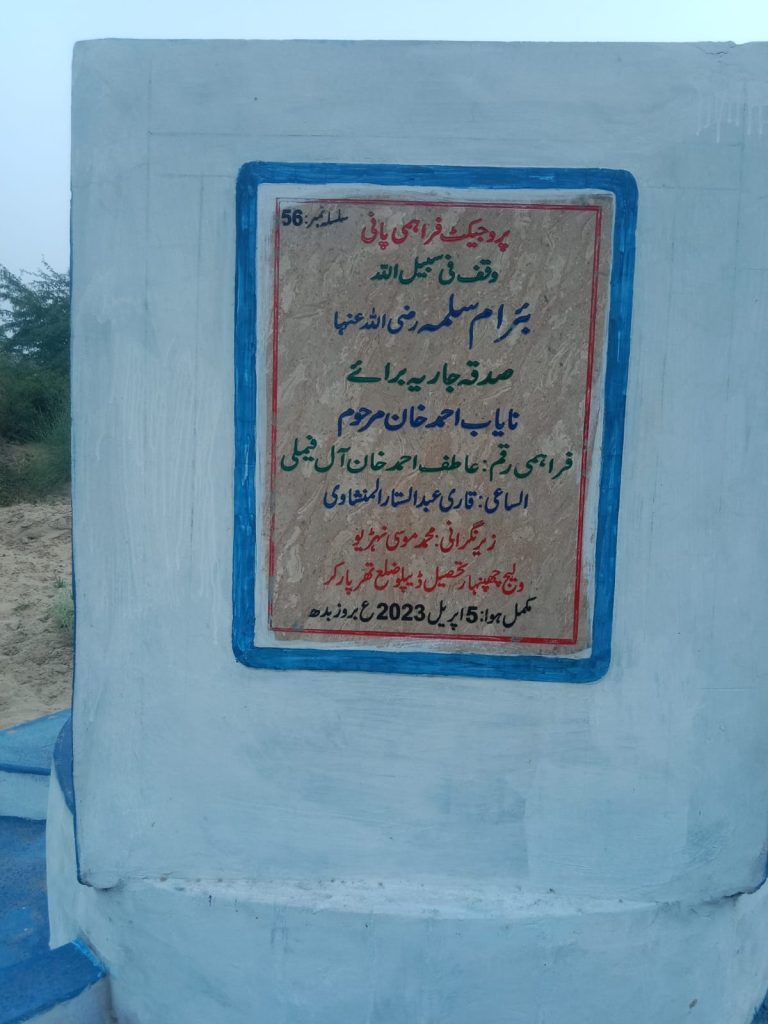 سلسلہ نمبر: 56
پروجیکٹ فراہمی پانی
وقف فی سبیل اللہ
بئرام سلمہ رضی اللہ عنہا
صدقہ جاریہ برائے
نایاب احمد خان مرحوم
فراہمی رقم: عاطف احمد خان آل فیملی
الساعی: قاری عبدالستار المنشاوی
زیر نگرانی: محمد موسیٰ نہڑیو
ولیج چھپنہار تحصیل ڈیپلو ضلع تھرپارکر
مکمل ہوا: 5 اپریل 2023ع بروز بدھ